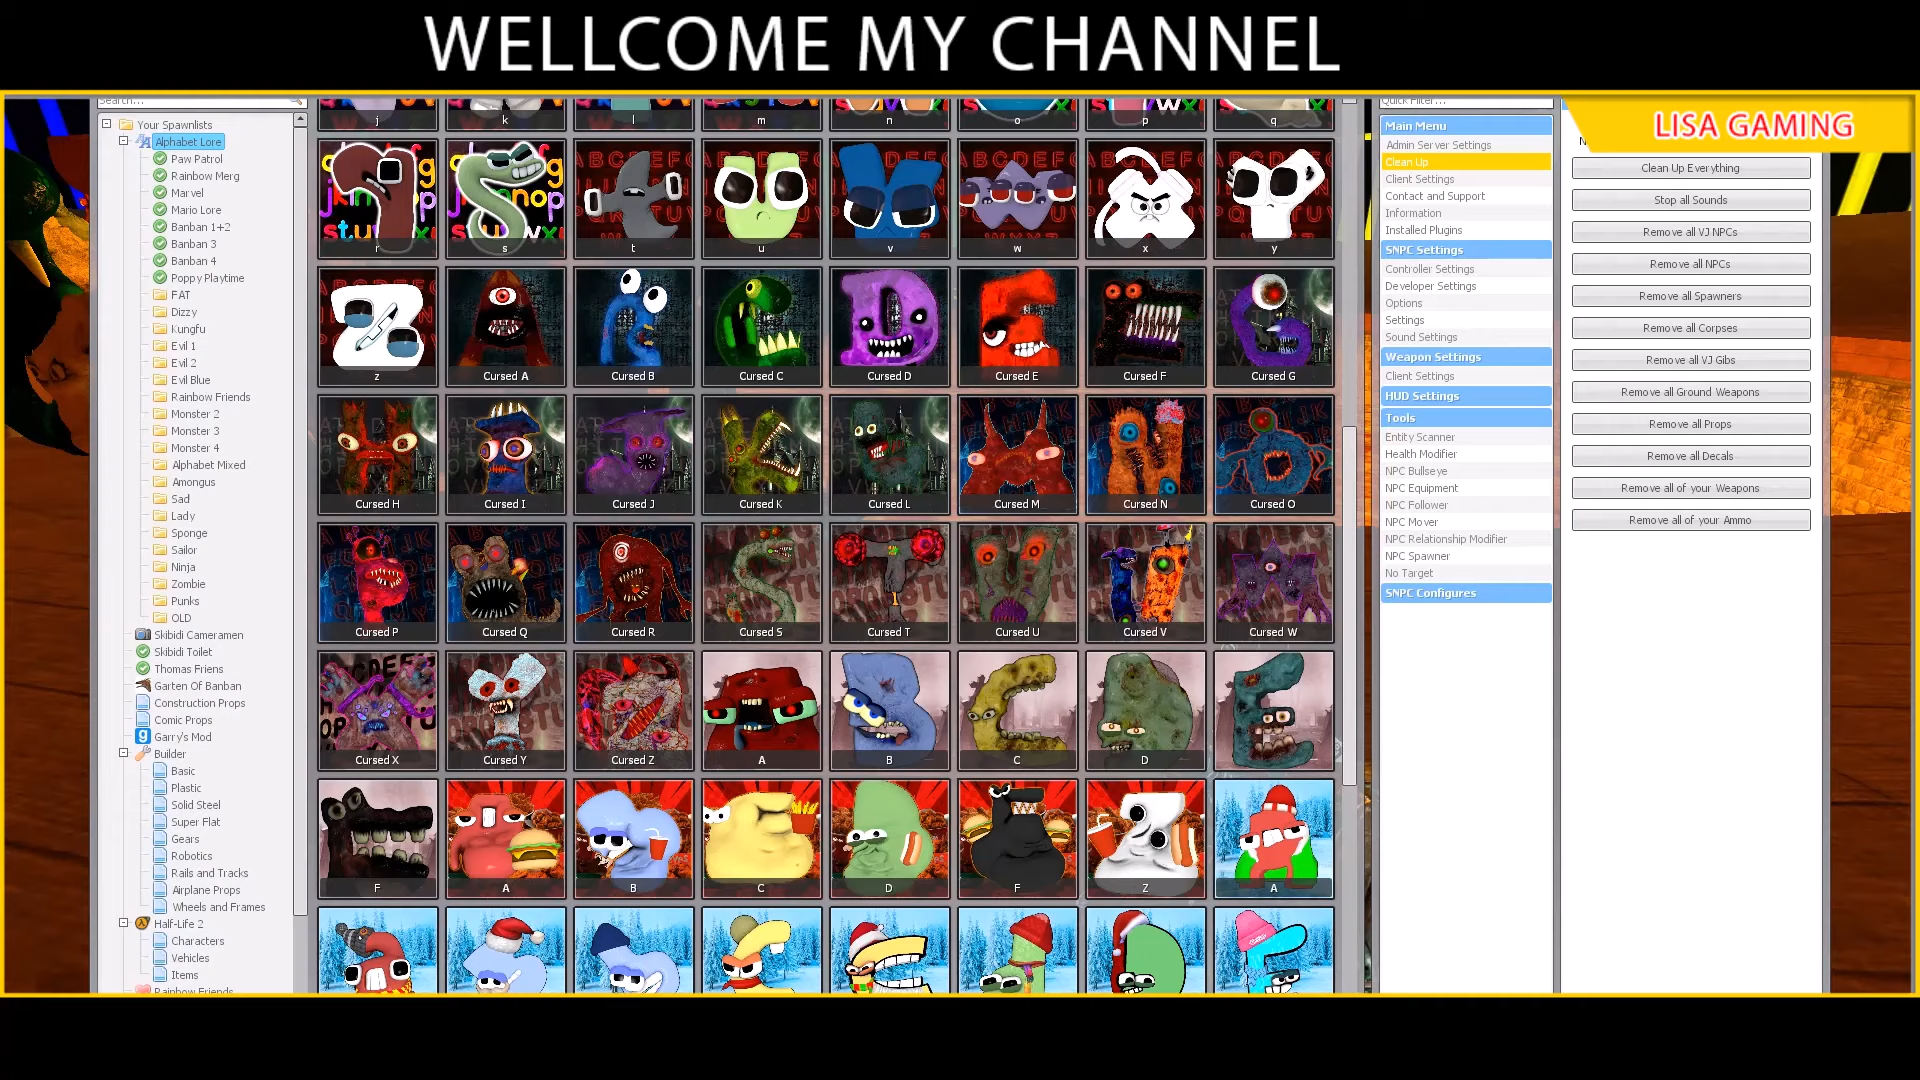 WELLCOME MY CHANNEL
LISA GAMING
Search...
Your Spawnlists
Alphabet Lore
Paw Patrol
Rainbow Merg
Marvel
Mario Lore
Banban 1+2
Banban 3
Banban 4
Poppy Playtime
FAT
Dizzy
Kungfu
Evil 1
Evil 2
Evil Blue
Rainbow Friends
Monster 2
Monster 3
Monster 4
Alphabet Mixed
Amongus
Sad
Lady
Sponge
Sailor
Ninja
Zombie
Punks
OLD
Skibidi Cameramen
Skibidi Toilet
Thomas Friens
Garten Of Banban
Construction Props
Comic Props
Garry's Mod
Builder
Basic
Plastic
Solid Steel
Super Flat
Gears
Robotics
Rails and Tracks
Airplane Props
Wheels and Frames
Half-Life 2
Characters
Vehicles
Items
Rainbow Friends
j k l m n o p q
r s t u v w x y
z Cursed A Cursed B Cursed C Cursed D Cursed E Cursed F Cursed G
Cursed H Cursed I Cursed J Cursed K Cursed L Cursed M Cursed N Cursed O
Cursed P Cursed Q Cursed R Cursed S Cursed T Cursed U Cursed V Cursed W
Cursed X Cursed Y Cursed Z A B C D E
F A B C D F Z A
Quick Filter...
Main Menu
Admin Server Settings
Clean Up
Client Settings
Contact and Support
Information
Installed Plugins
SNPC Settings
Controller Settings
Developer Settings
Options
Settings
Sound Settings
Weapon Settings
Client Settings
HUD Settings
Tools
Entity Scanner
Health Modifier
NPC Bullseye
NPC Equipment
NPC Follower
NPC Mover
NPC Relationship Modifier
NPC Spawner
No Target
SNPC Configures
Clean Up Everything
Stop all Sounds
Remove all VJ NPCs
Remove all NPCs
Remove all Spawners
Remove all Corpses
Remove all VJ Gibs
Remove all Ground Weapons
Remove all Props
Remove all Decals
Remove all of your Weapons
Remove all of your Ammo